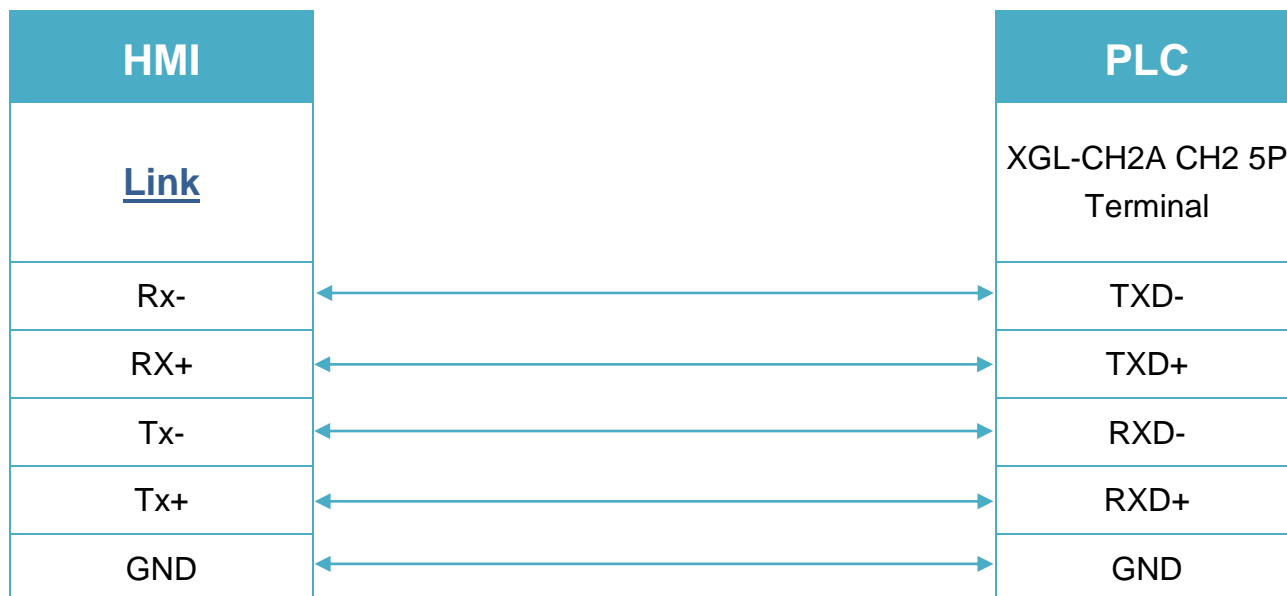 HMI
PLC
Link
XGL-CH2A CH2 5P
Terminal
Rx-
TXD-
RX+
TXD+
Tx-
RXD-
Tx+
RXD+
GND
GND